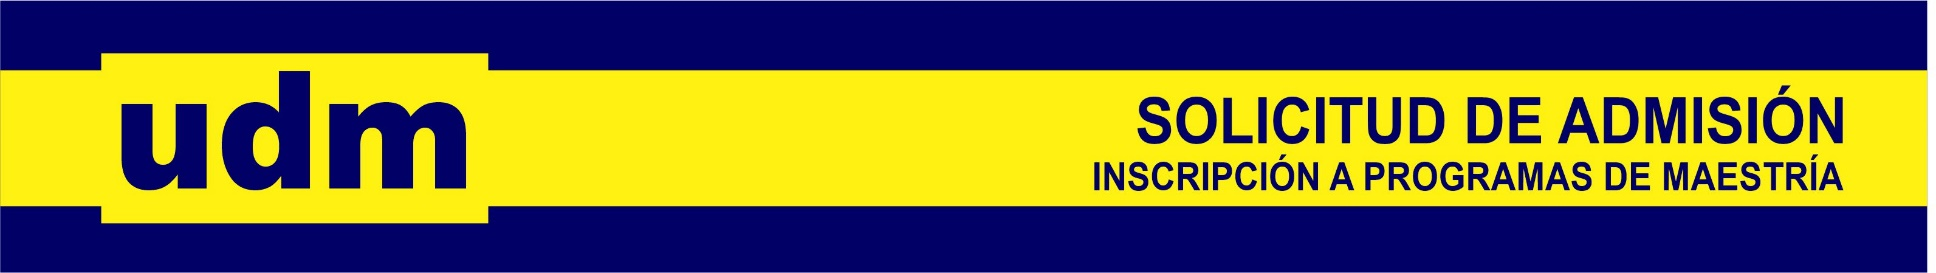 udm
SOLICITUD DE ADMISIÓN
INSCRIPCIÓN A PROGRAMAS DE MAESTRÍA